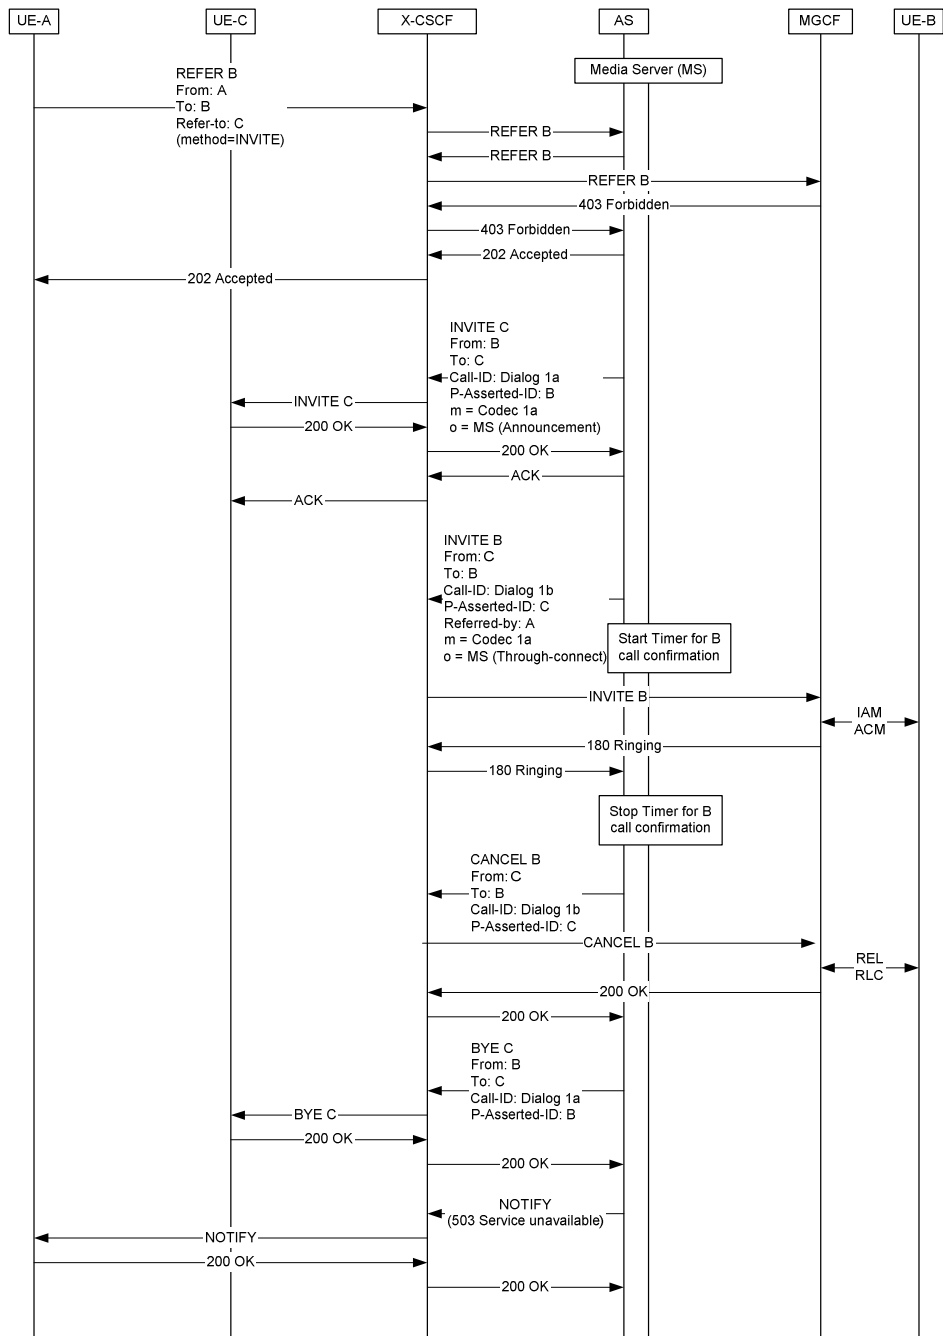 UE-A
UE-C
X-CSCF
AS
MGCF
UE-B
Media Server (MS)
REFER B
From: A
To: B
Refer-to: C
(method=INVITE)
REFER B
REFER B
REFER B
403 Forbidden
403 Forbidden
202 Accepted
202 Accepted
INVITE C
From: B
To: C
Call-ID: Dialog 1a
P-Asserted-ID: B
m = Codec 1a
o = MS (Announcement)
INVITE C
200 OK
200 OK
ACK
ACK
INVITE B
From: C
To: B
Call-ID: Dialog 1b
P-Asserted-ID: C
Referred-by: A
m = Codec 1a
o = MS (Through-connect)
Start Timer for B
call confirmation
INVITE B
IAM
ACM
180 Ringing
180 Ringing
Stop Timer for B
call confirmation
CANCEL B
From: C
To: B
Call-ID: Dialog 1b
P-Asserted-ID: C
CANCEL B
REL
RLC
200 OK
200 OK
BYE C
From: B
To: C
Call-ID: Dialog 1a
P-Asserted-ID: B
BYE C
200 OK
200 OK
NOTIFY
(503 Service unavailable)
NOTIFY
200 OK
200 OK